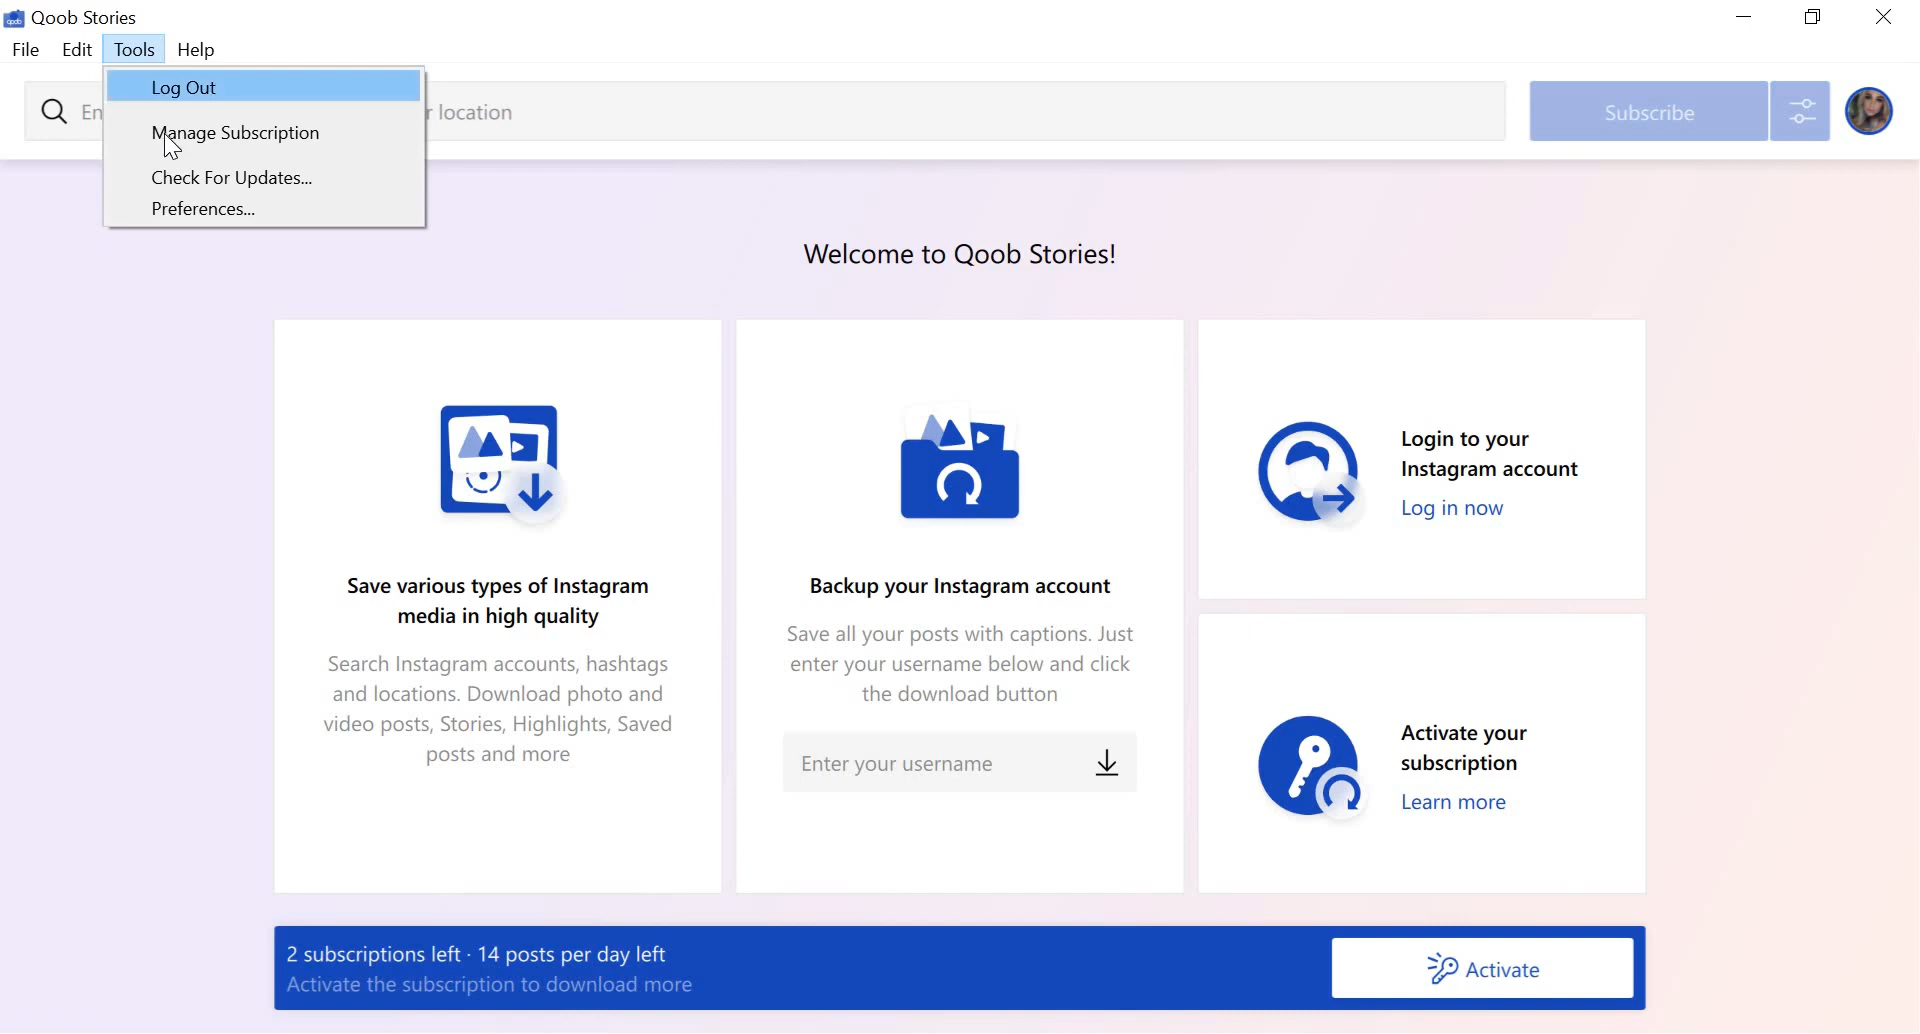 Qoob Stories
File Edit Tools Help
Log Out
Manage Subscription
Check For Updates...
Preferences...
location
Subscribe
Welcome to Qoob Stories!
Save various types of Instagram
media in high quality
Search Instagram accounts, hashtags
and locations. Download photo and
video posts, Stories, Highlights, Saved
posts and more
Backup your Instagram account
Save all your posts with captions. Just
enter your username below and click
the download button
Enter your username
Login to your
Instagram account
Log in now
Activate your
subscription
Learn more
2 subscriptions left · 14 posts per day left
Activate the subscription to download more
Activate